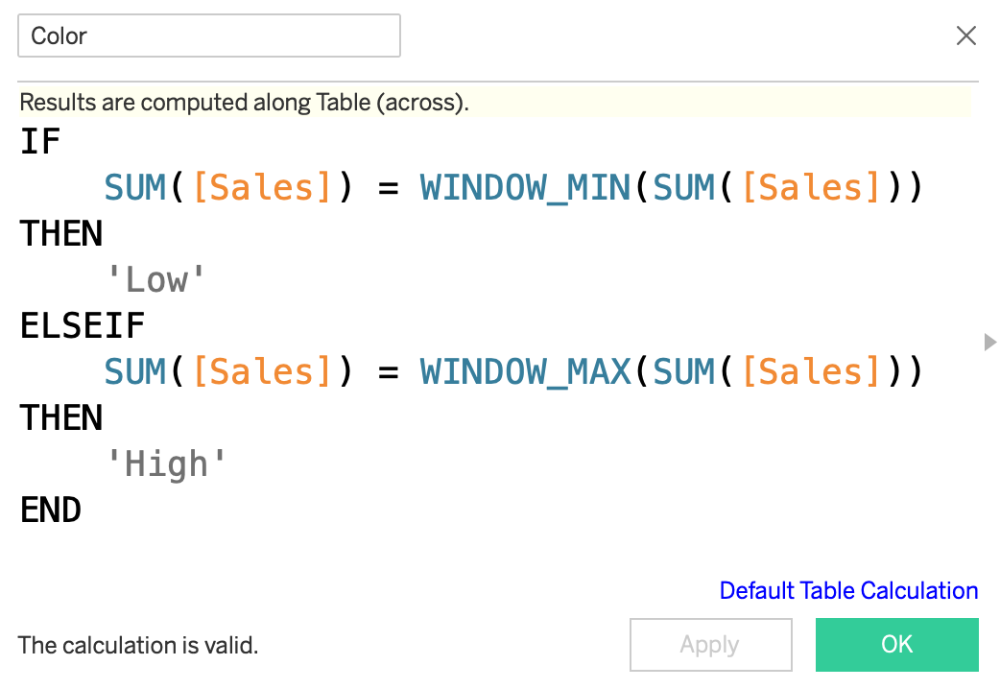 Color
Results are computed along Table (across).
IF
SUM([Sales]) = WINDOW_MIN(SUM([Sales]))
THEN
'Low'
ELSEIF
SUM([Sales]) = WINDOW_MAX(SUM([Sales]))
THEN
'High'
END
Default Table Calculation
The calculation is valid.
Apply
OK